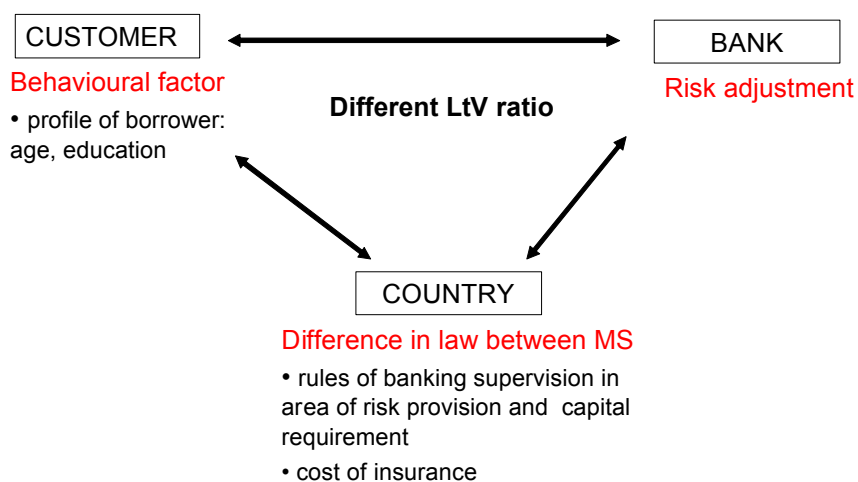 CUSTOMER
BANK
Behavioural factor
Risk adjustment
• profile of borrower:
age, education
Different LtV ratio
COUNTRY
Difference in law between MS
• rules of banking supervision in
area of risk provision and capital
requirement
• cost of insurance